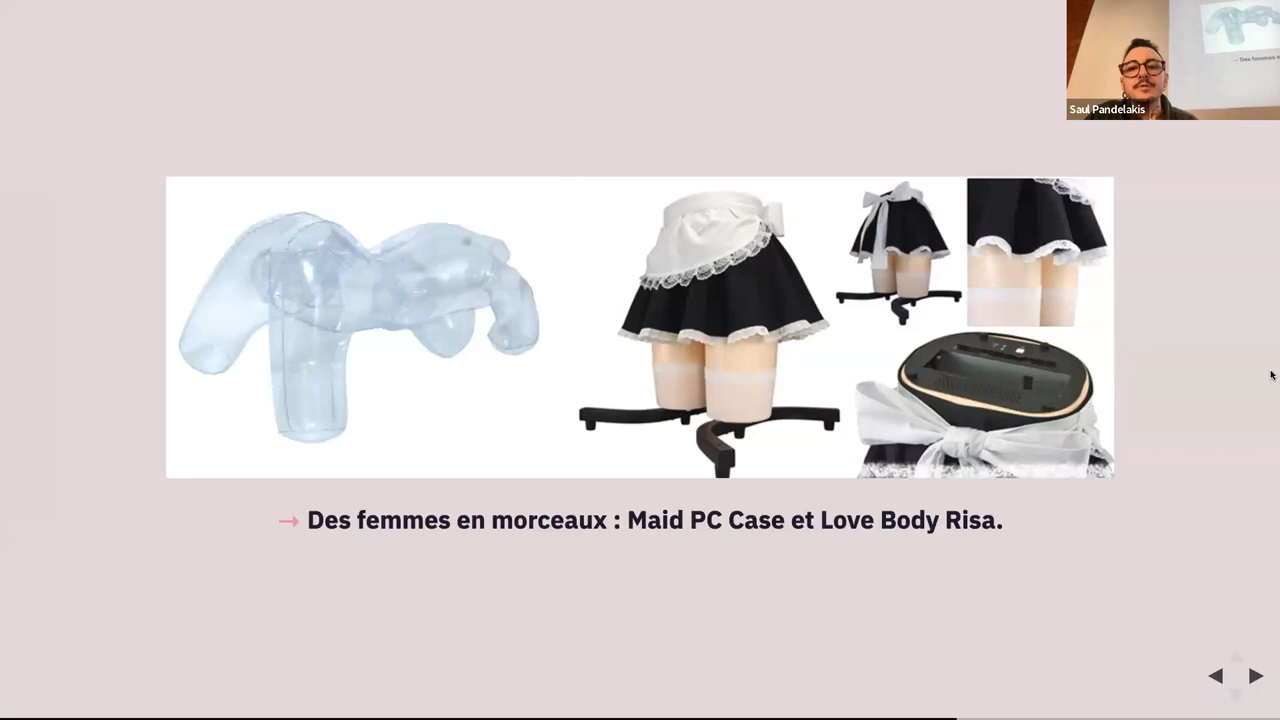 Saul Pandelakis
→ Des femmes en morceaux : Maid PC Case et Love Body Risa.